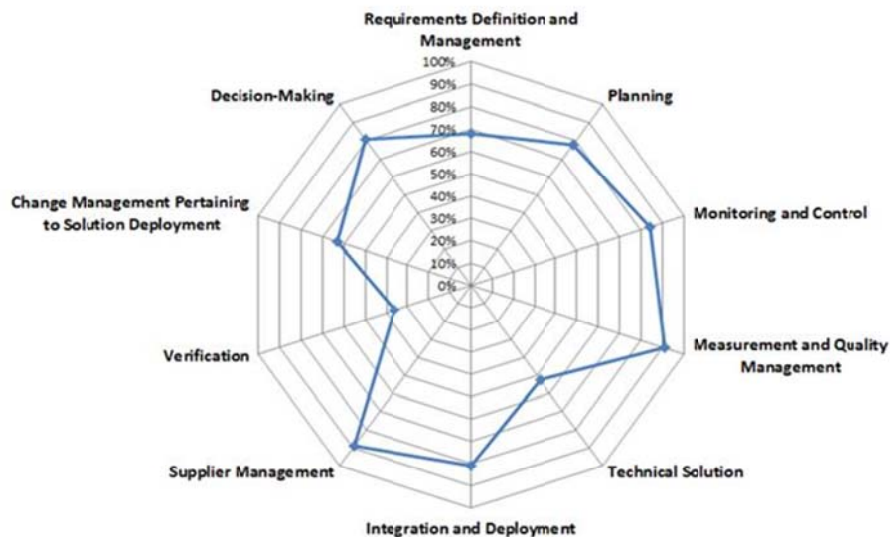 Requirements Definition and
Management
100%
90%
80%
70%
60%
50%
40%
30%
20%
10%
0%
Planning
Monitoring and Control
Measurement and Quality
Management
Technical Solution
Integration and Deployment
Supplier Management
Verification
Change Management Pertaining
to Solution Deployment
Decision-Making